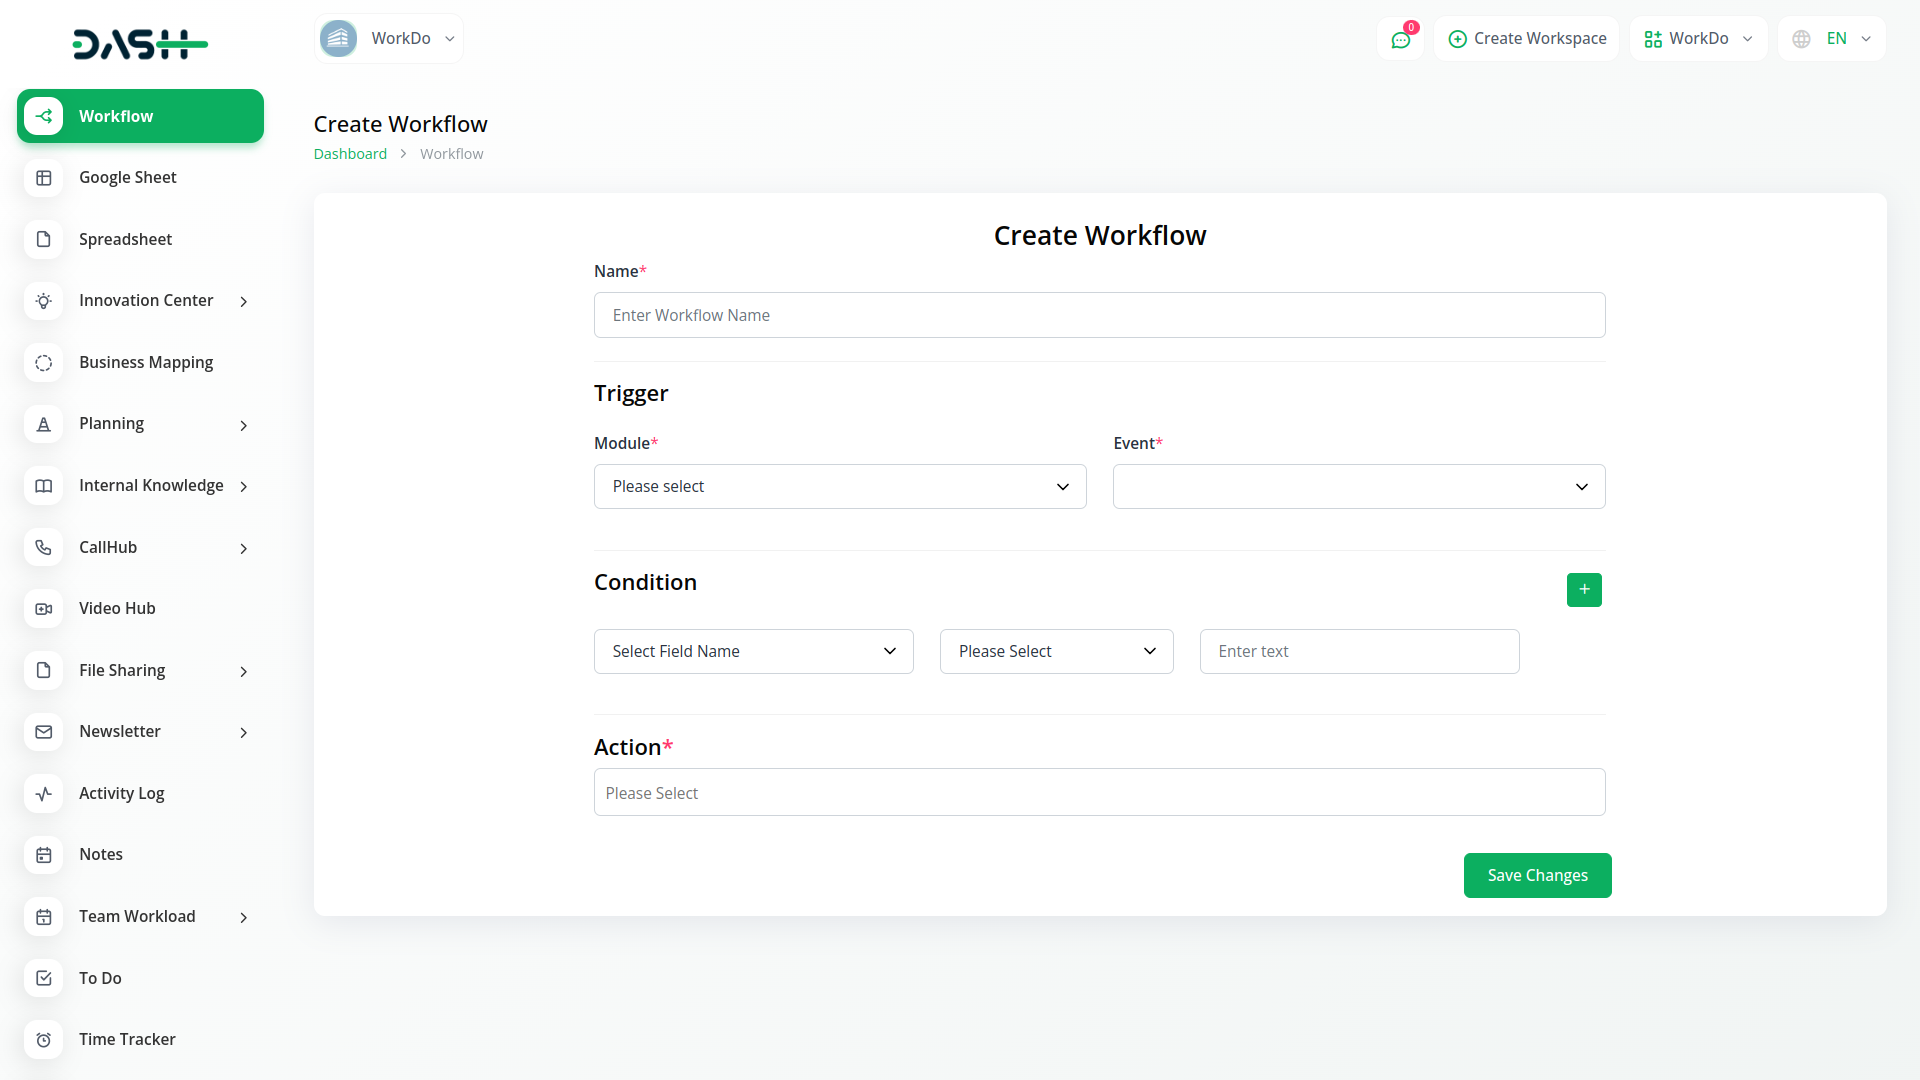 DASH
WorkDo
0
Create Workspace
WorkDo
EN
Workflow
Google Sheet
Spreadsheet
Innovation Center
Business Mapping
Planning
Internal Knowledge
CallHub
Video Hub
File Sharing
Newsletter
Activity Log
Notes
Team Workload
To Do
Time Tracker
Create Workflow
Dashboard > Workflow
Create Workflow
Name*
Enter Workflow Name
Trigger
Module* Event*
Please select
Condition
+
Select Field Name Please Select Enter text
Action*
Please Select
Save Changes